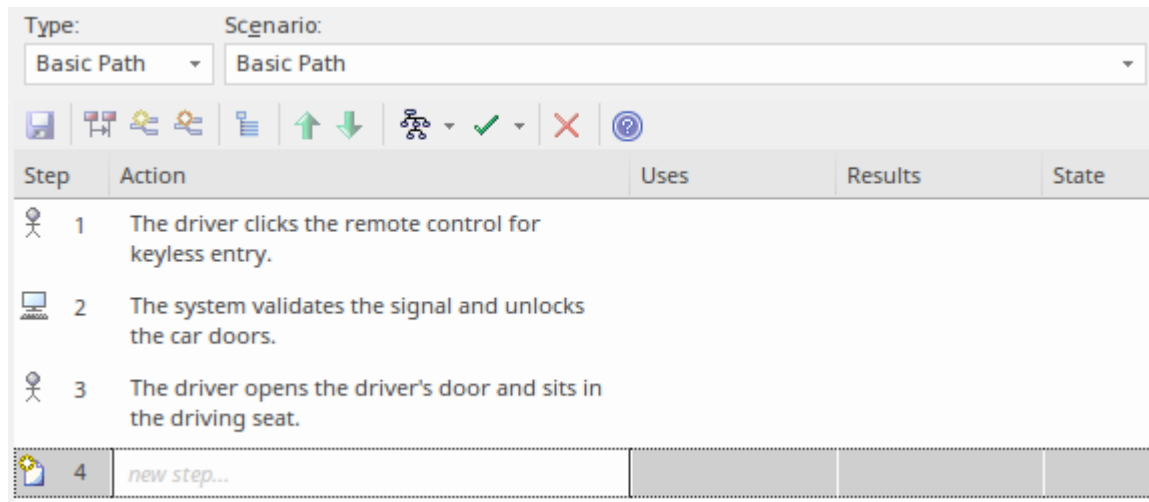 Type: Scenario:
Basic Path Basic Path
Step Action Uses Results State
1 The driver clicks the remote control for
keyless entry.
2 The system validates the signal and unlocks
the car doors.
3 The driver opens the driver's door and sits in
the driving seat.
4 new step...